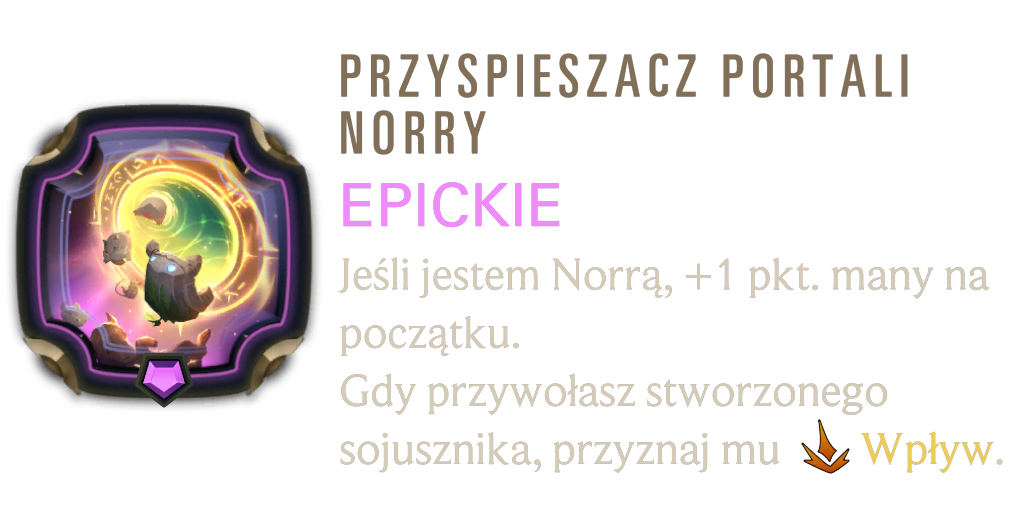 PRZYSPIESZACZ PORTALI
NORRY
EPICKIE
Jeśli jestem Norrą, +1 pkt. many na
początku.
Gdy przywołasz stworzonego
sojusznika, przyznaj mu Wpływ.